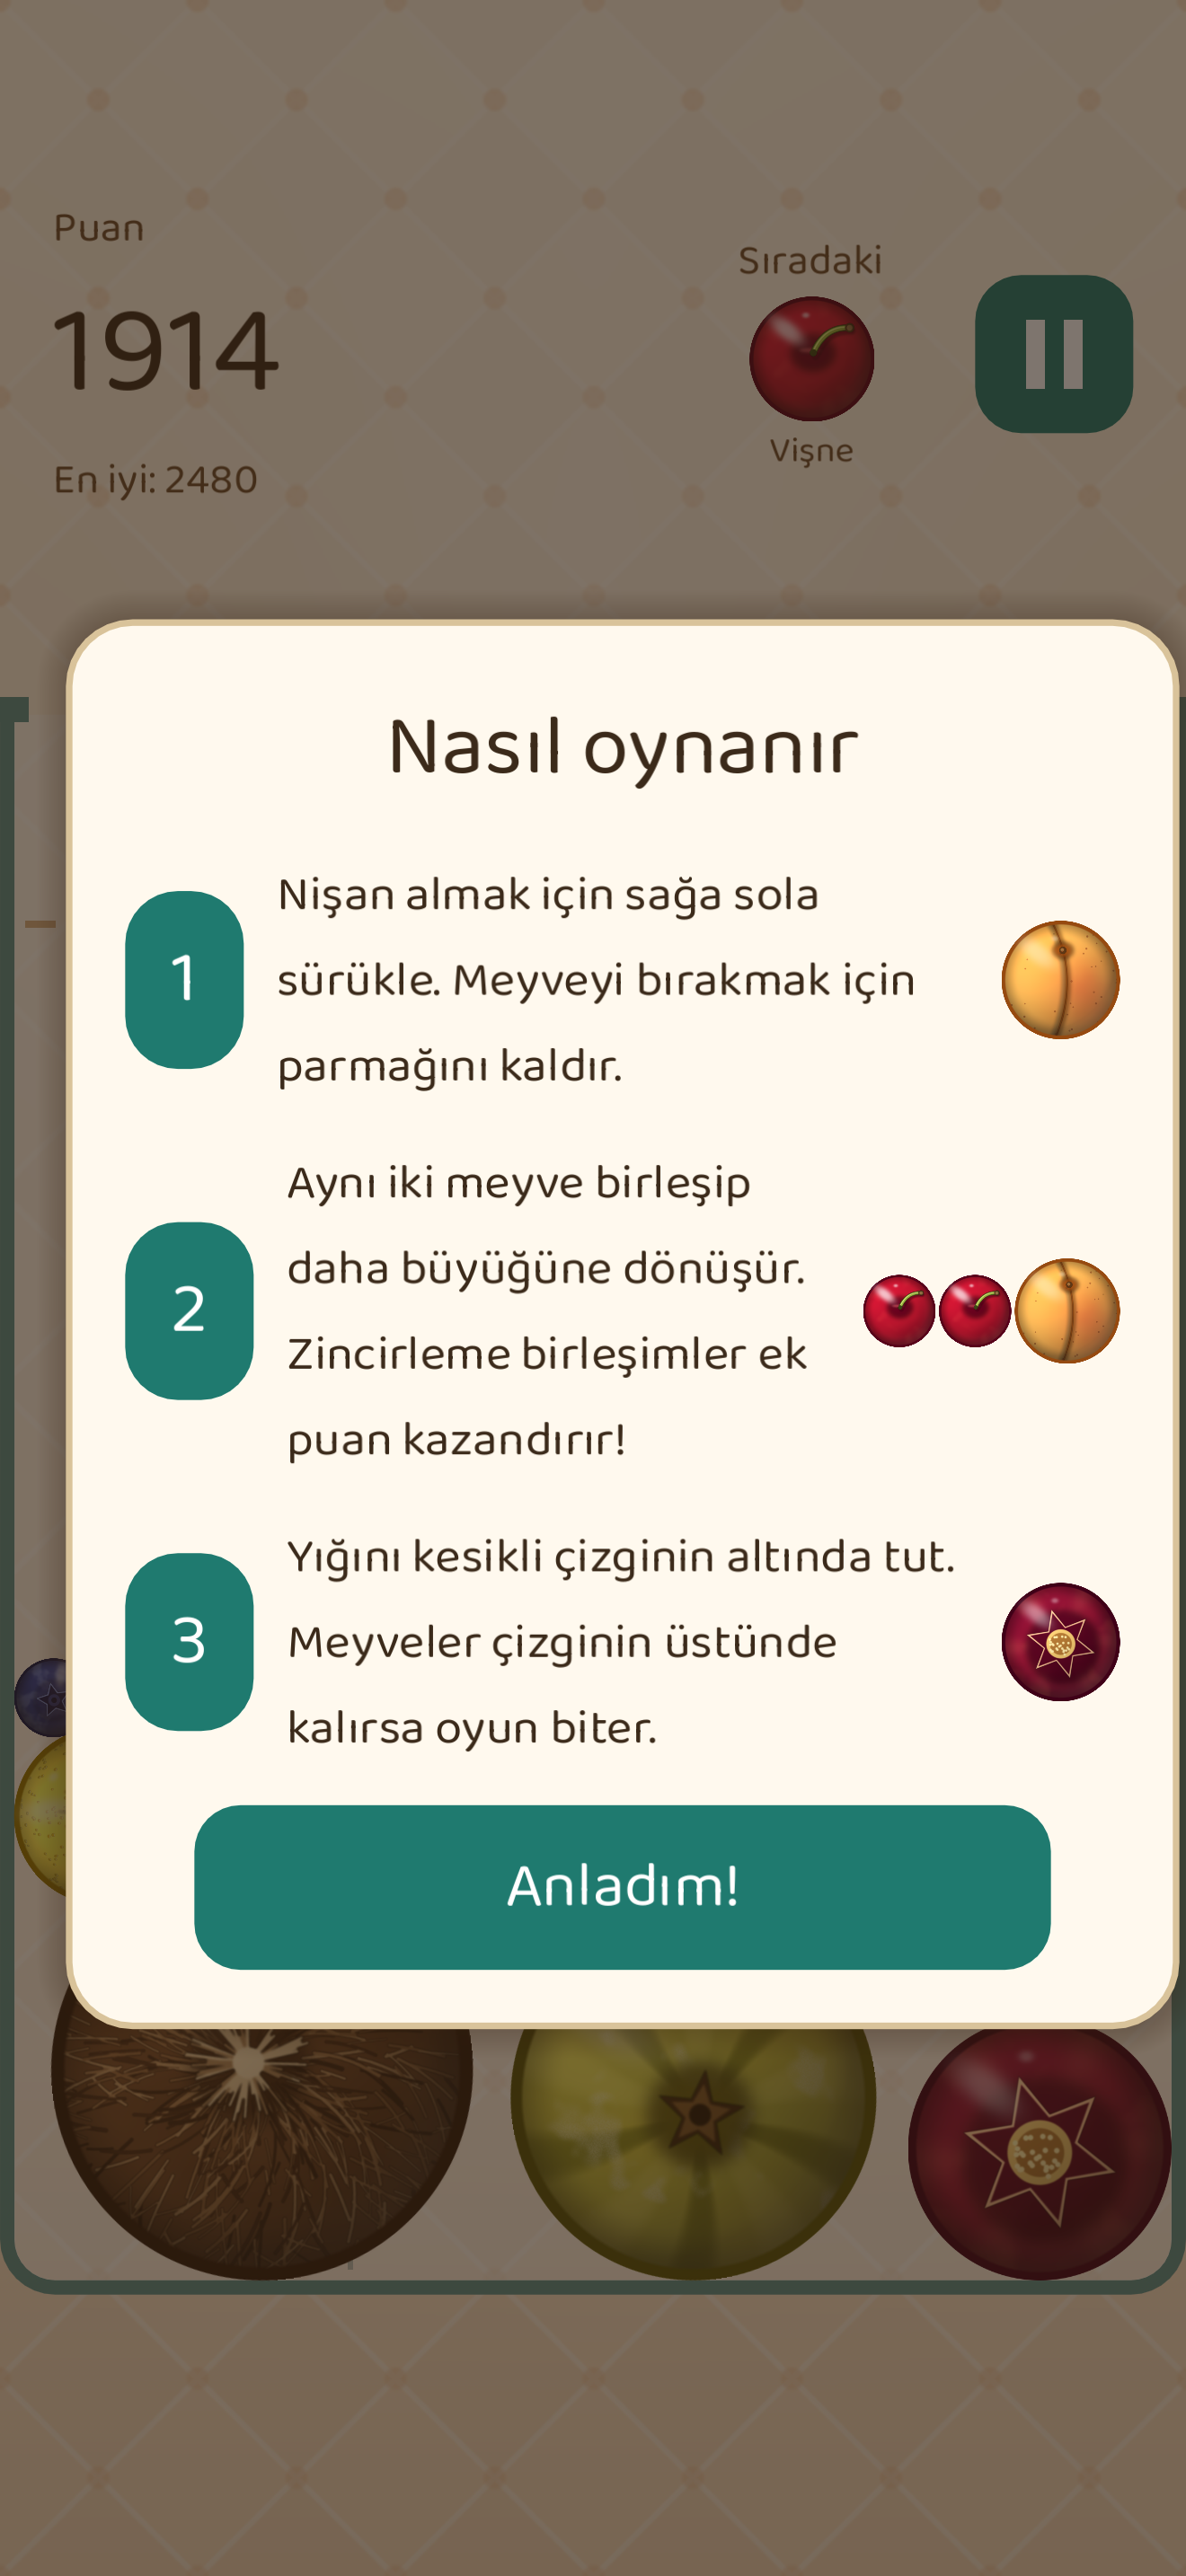 Puan
1914
En iyi: 2480
Sıradaki
Vişne
Nasıl oynanır
1
Nişan almak için sağa sola
sürükle. Meyveyi bırakmak için
parmağını kaldır.
2
Aynı iki meyve birleşip
daha büyüğüne dönüşür.
Zincirleme birleşimler ek
puan kazandırır!
3
Yığını kesikli çizginin altında tut.
Meyveler çizginin üstünde
kalırsa oyun biter.
Anladım!